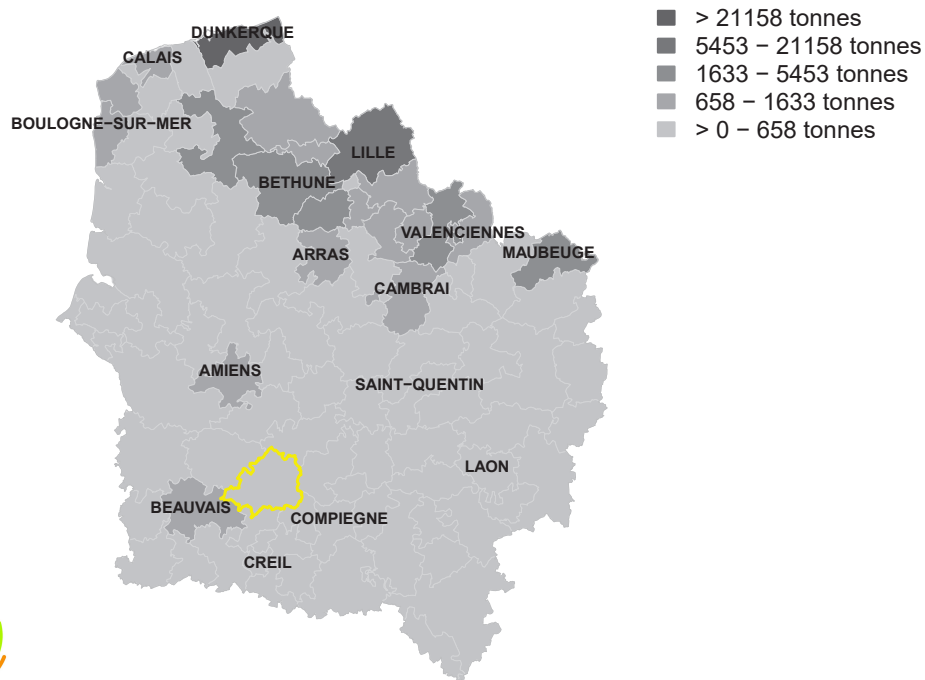 > 21158 tonnes
5453 − 21158 tonnes
1633 − 5453 tonnes
658 − 1633 tonnes
> 0 − 658 tonnes
DUNKERQUE
CALAIS
BOULOGNE−SUR−MER
LILLE
BETHUNE
VALENCIENNES
ARRAS
MAUBEUGE
CAMBRAI
AMIENS
SAINT−QUENTIN
LAON
BEAUVAIS
COMPIEGNE
CREIL